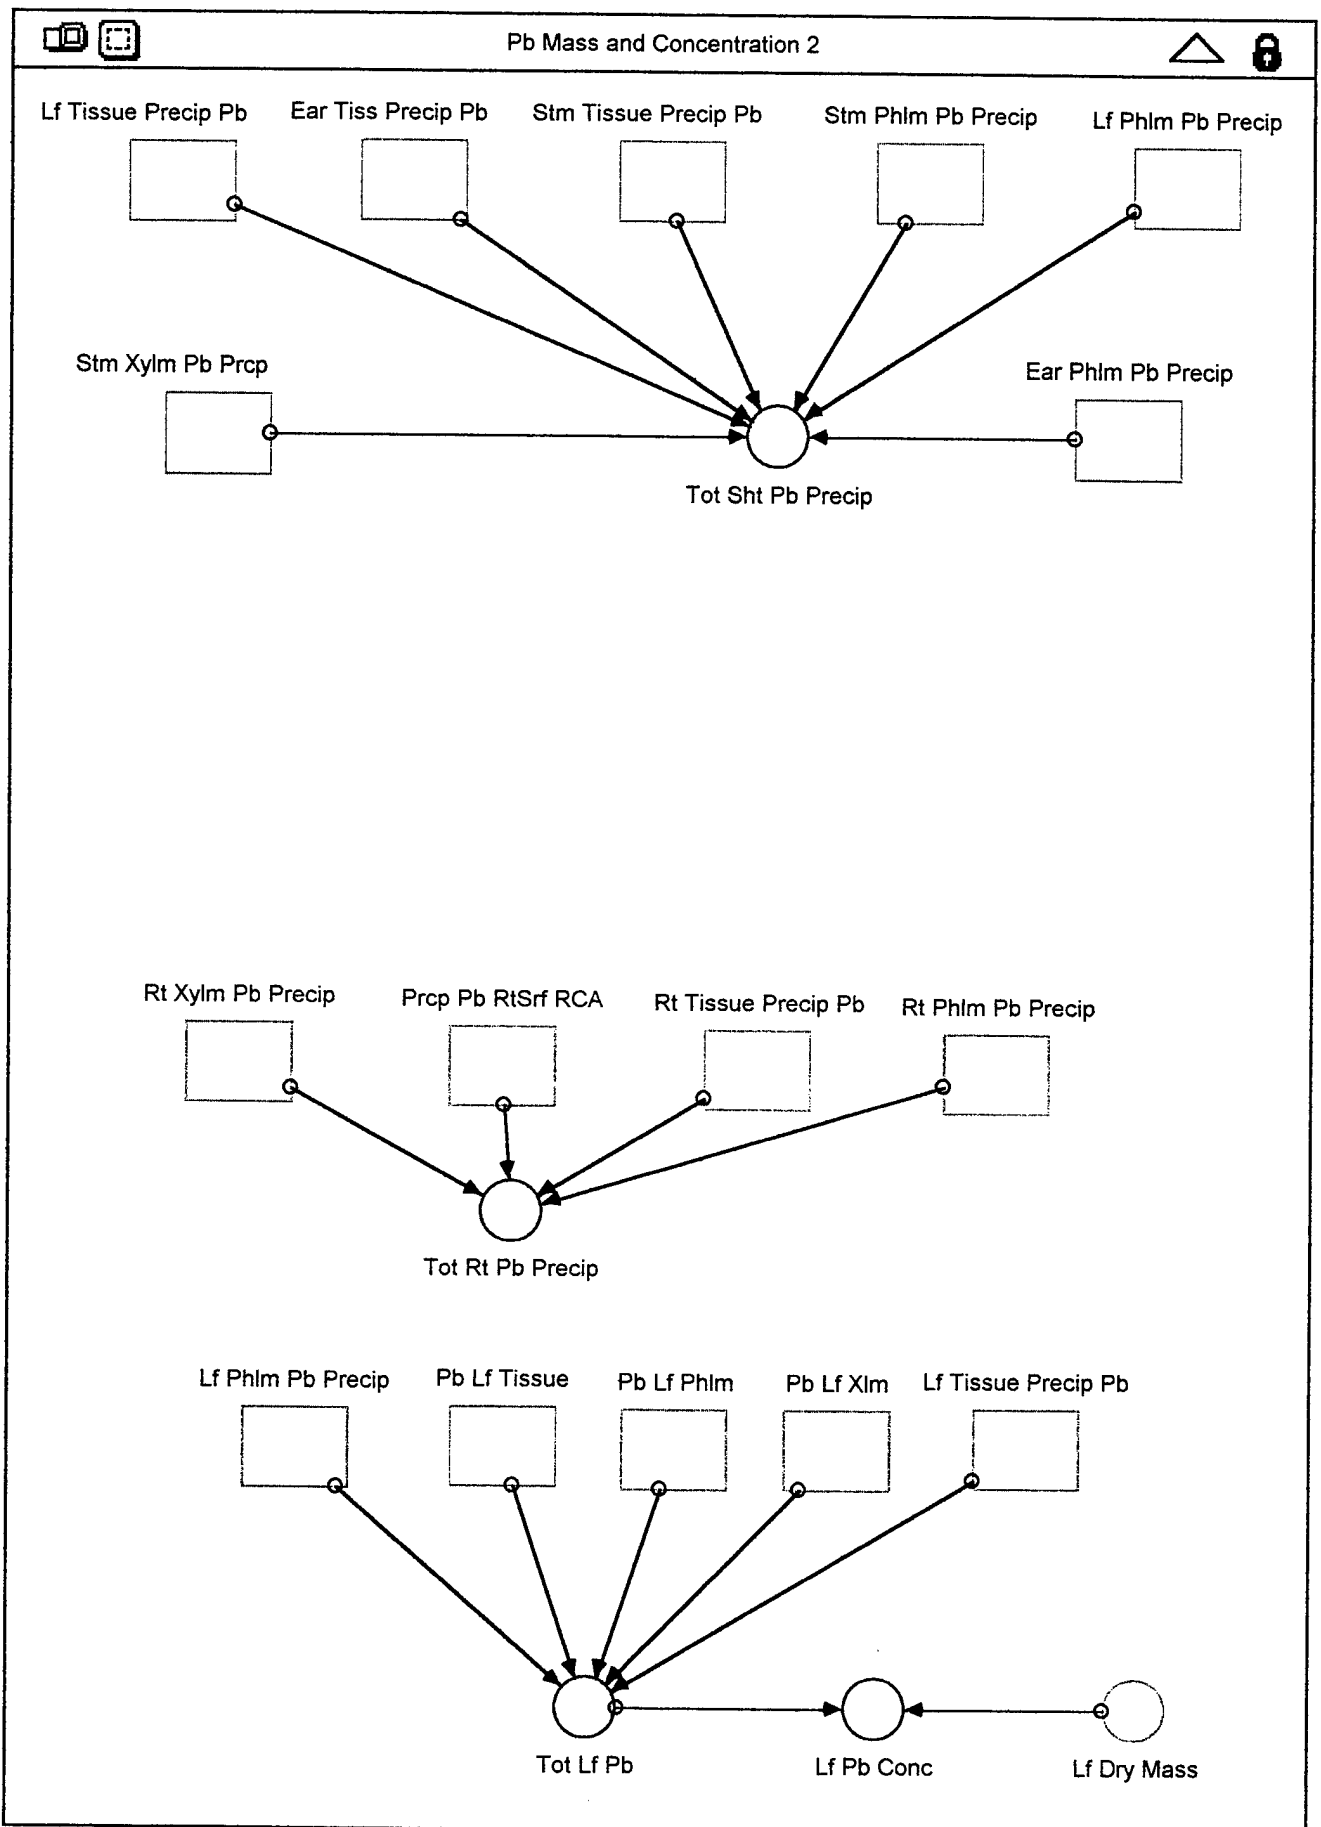 Pb Mass and Concentration 2
Lf Tissue Precip Pb
Ear Tiss Precip Pb
Stm Tissue Precip Pb
Stm Phlm Pb Precip
Lf Phlm Pb Precip
Stm Xylm Pb Prcp
Ear Phlm Pb Precip
Tot Sht Pb Precip
Rt Xylm Pb Precip
Prcp Pb RtSrf RCA
Rt Tissue Precip Pb
Rt Phlm Pb Precip
Tot Rt Pb Precip
Lf Phlm Pb Precip
Pb Lf Tissue
Pb Lf Phlm
Pb Lf Xlm
Lf Tissue Precip Pb
Tot Lf Pb
Lf Pb Conc
Lf Dry Mass